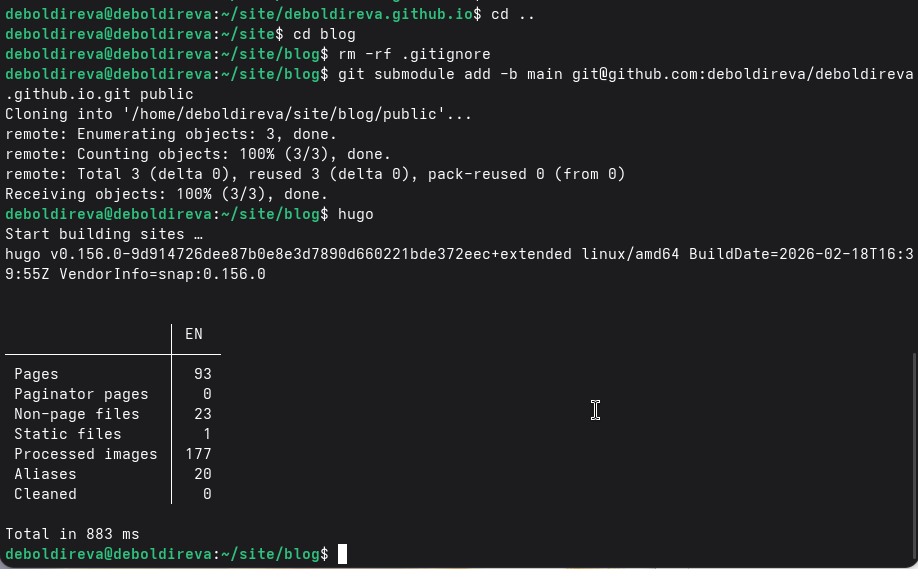 deboldireva@deboldireva:~/site/deboldireva.github.io$ cd ..
deboldireva@deboldireva:~/site$ cd blog
deboldireva@deboldireva:~/site/blog$ rm -rf .gitignore
deboldireva@deboldireva:~/site/blog$ git submodule add -b main git@github.com:deboldireva/deboldireva
.github.io.git public
Cloning into '/home/deboldireva/site/blog/public'...
remote: Enumerating objects: 3, done.
remote: Counting objects: 100% (3/3), done.
remote: Total 3 (delta 0), reused 3 (delta 0), pack-reused 0 (from 0)
Receiving objects: 100% (3/3), done.
deboldireva@deboldireva:~/site/blog$ hugo
Start building sites …
hugo v0.156.0-9d914726dee87b0e8e3d7890d660221bde372eec+extended linux/amd64 BuildDate=2026-02-18T16:3
9:55Z VendorInfo=snap:0.156.0
EN
Pages 93
Paginator pages 0
Non-page files 23
Static files 1
Processed images 177
Aliases 20
Cleaned 0
Total in 883 ms
deboldireva@deboldireva:~/site/blog$